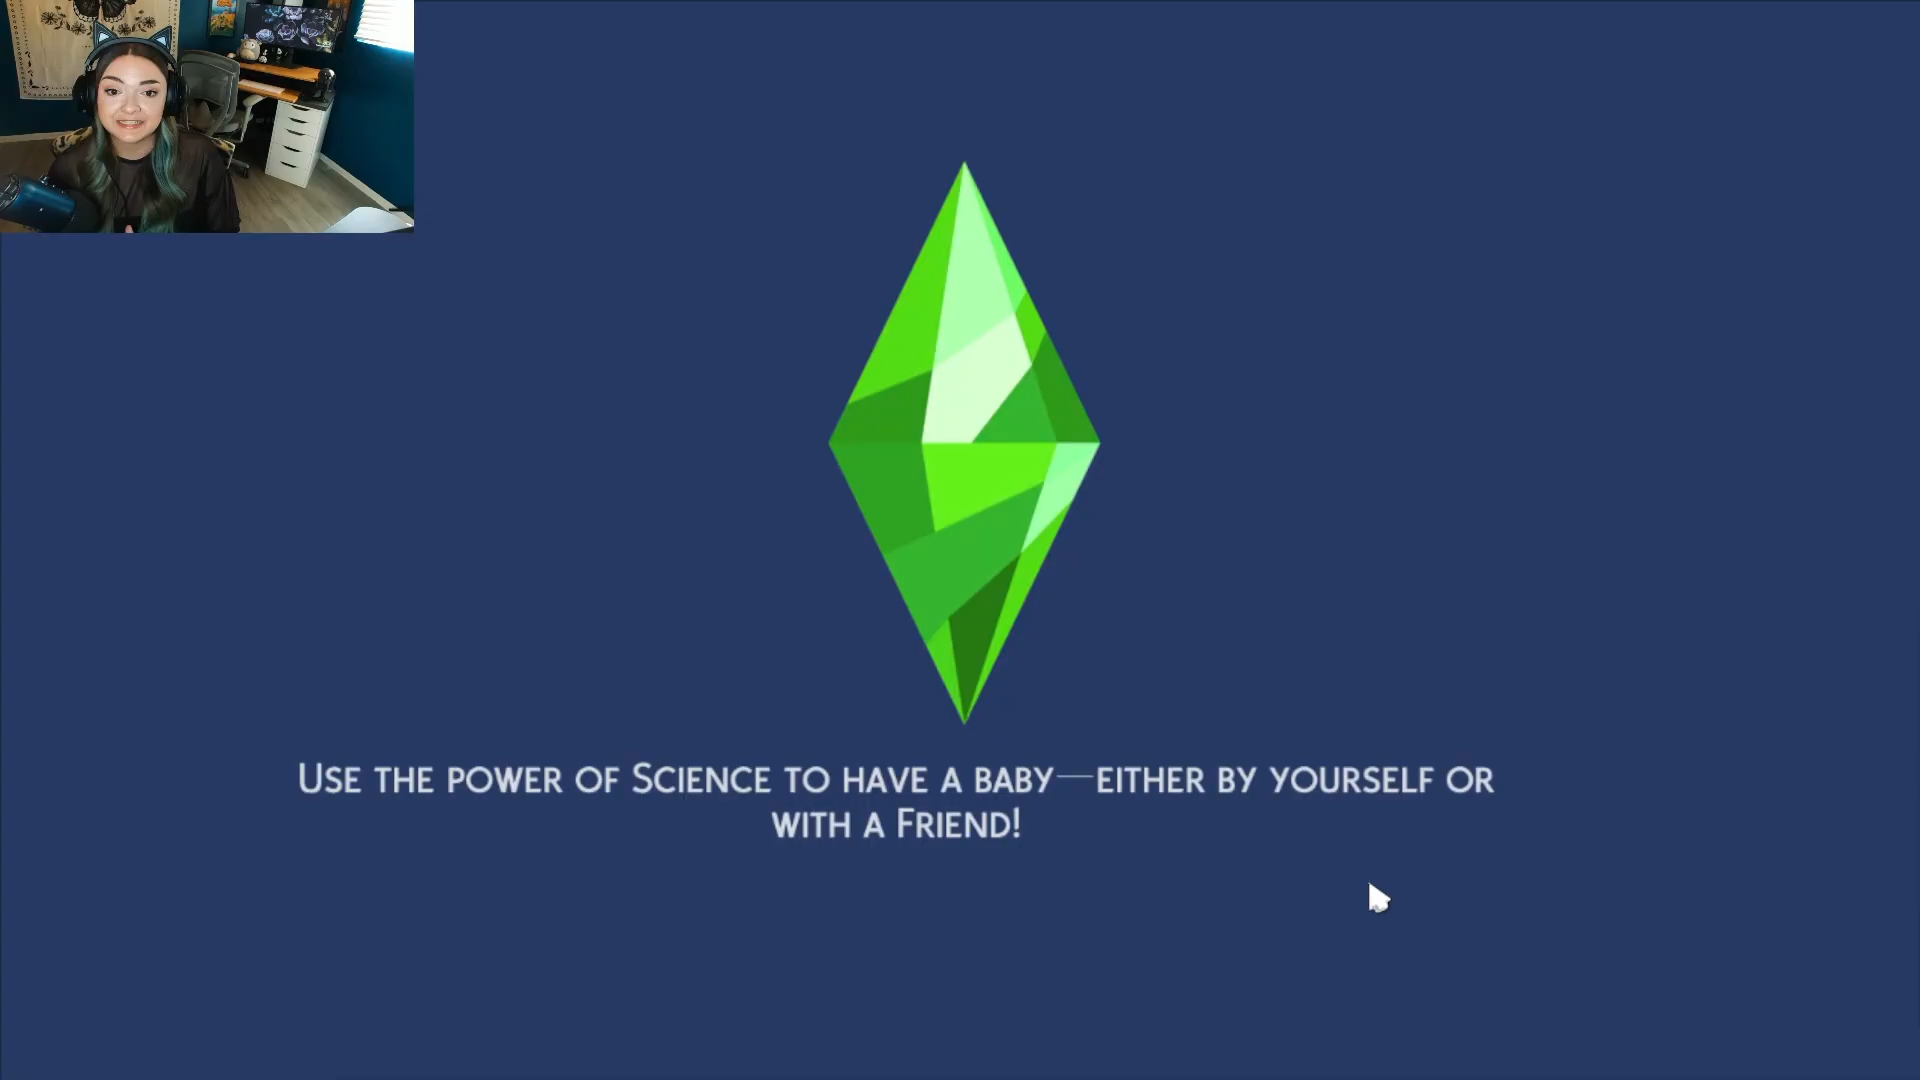 Use the power of Science to have a baby—either by yourself or
with a Friend!